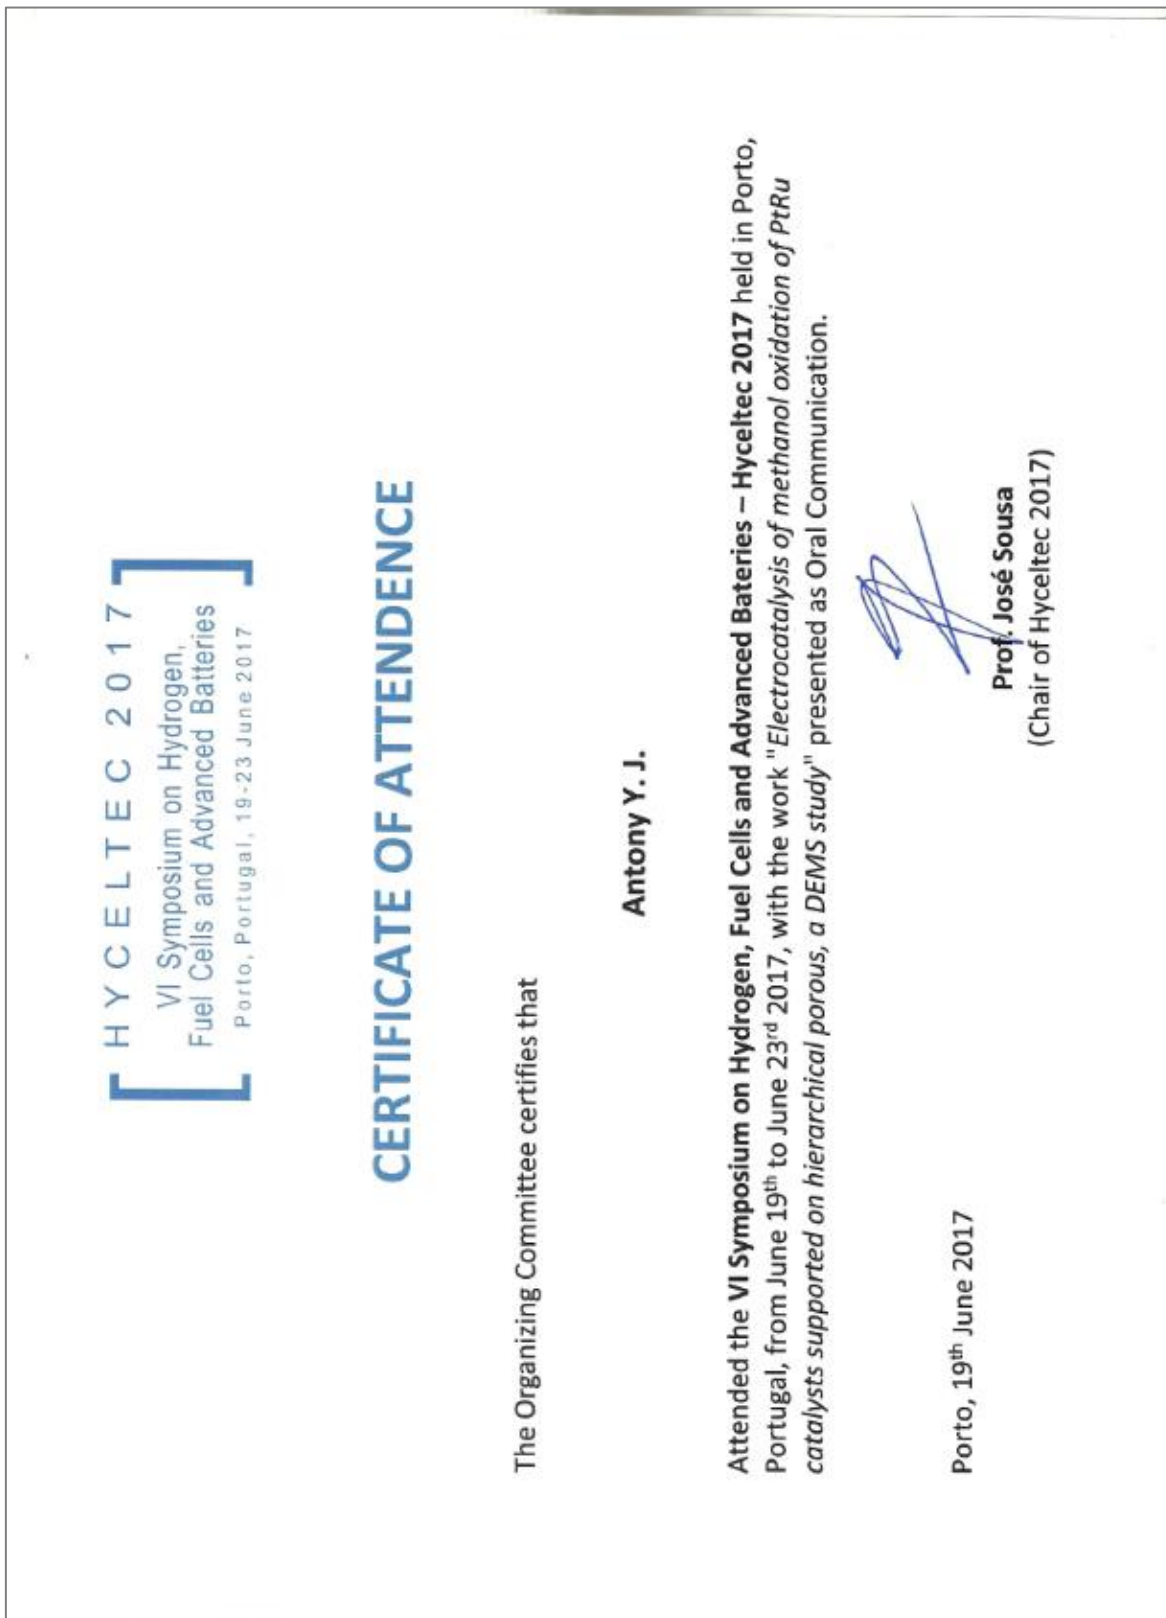 HYCELTEC 2017
VI Symposium on Hydrogen,
Fuel Cells and Advanced Batteries
Porto, Portugal, 19-23 June 2017
CERTIFICATE OF ATTENDENCE
The Organizing Committee certifies that
Antony Y. J.
Attended the VI Symposium on Hydrogen, Fuel Cells and Advanced Bateries – Hyceltec 2017 held in Porto,
Portugal, from June 19th to June 23rd 2017, with the work "Electrocatalysis of methanol oxidation of PtRu
catalysts supported on hierarchical porous, a DEMS study" presented as Oral Communication.
Porto, 19th June 2017
Prof. José Sousa
(Chair of Hyceltec 2017)